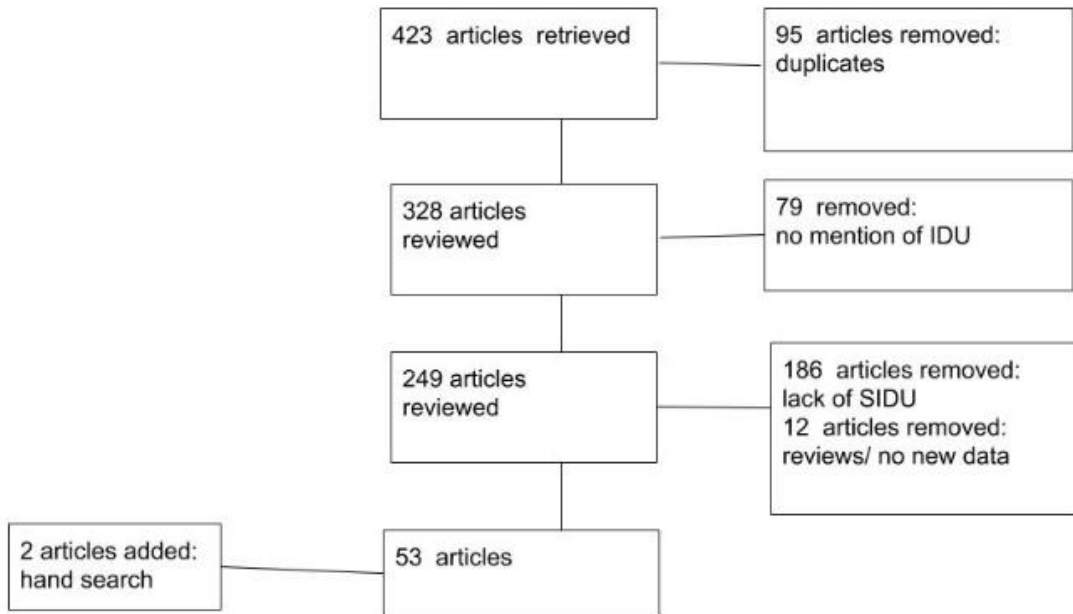 423 articles retrieved
95 articles removed:
duplicates
328 articles
reviewed
79 removed:
no mention of IDU
249 articles
reviewed
186 articles removed:
lack of SIDU
12 articles removed:
reviews/ no new data
2 articles added:
hand search
53 articles